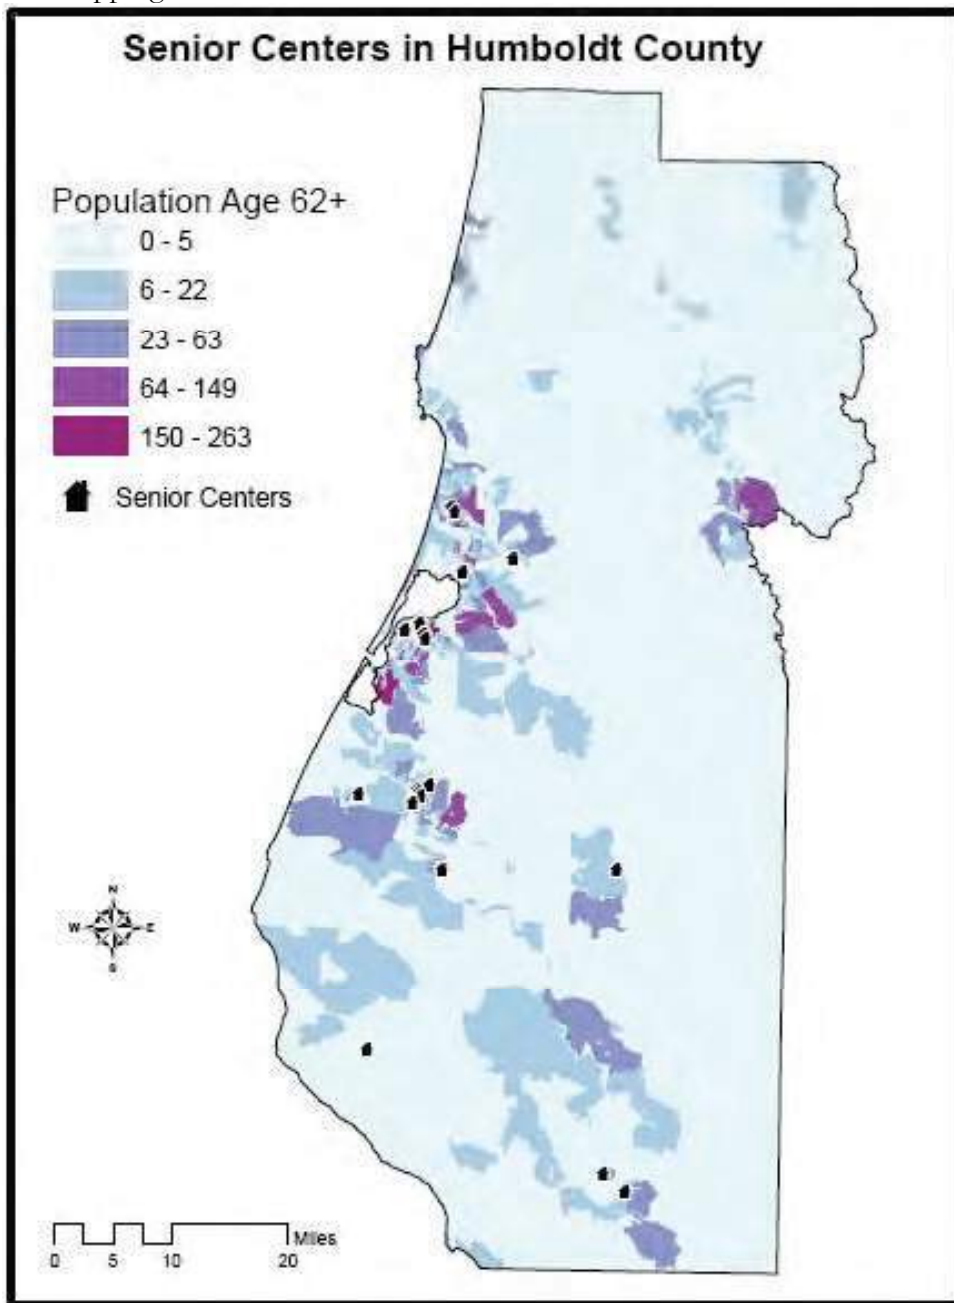 Senior Centers in Humboldt County
Population Age 62+
0 - 5
6 - 22
23 - 63
64 - 149
150 - 263
Senior Centers
N
W E
S
Miles
0 5 10 20